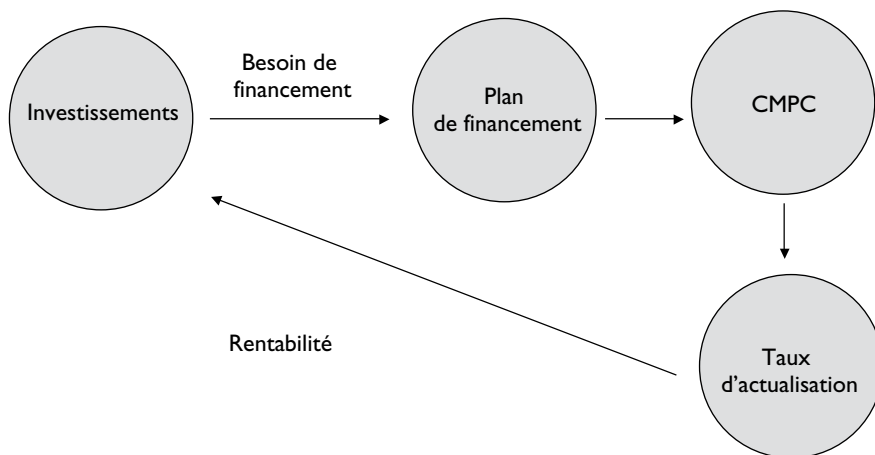 Investissements
Besoin de
financement
Plan
de financement
CMPC
Rentabilité
Taux
d’actualisation